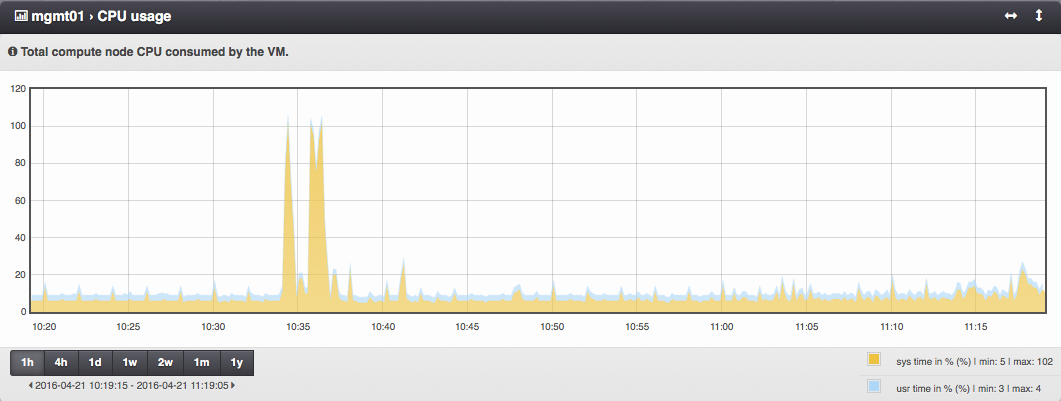 mgmt01 › CPU usage
Total compute node CPU consumed by the VM.
120
100
80
60
40
20
0
10:20 10:25 10:30 10:35 10:40 10:45 10:50 10:55 11:00 11:05 11:10 11:15
1h 4h 1d 1w 2w 1m 1y
2016-04-21 10:19:15 - 2016-04-21 11:19:05
sys time in % (%) | min: 5 | max: 102
usr time in % (%) | min: 3 | max: 4